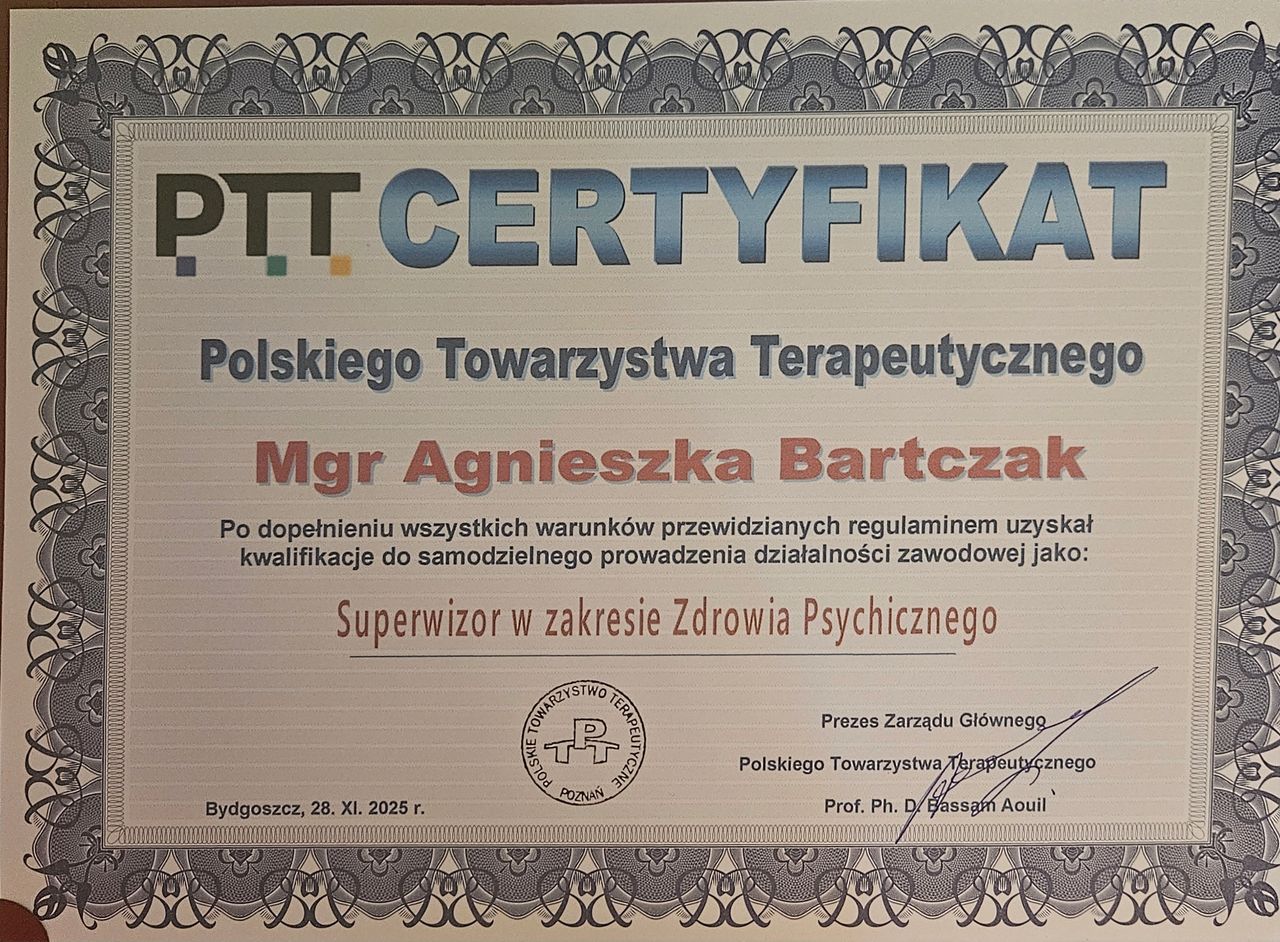 PTT CERTYFIKAT
Polskiego Towarzystwa Terapeutycznego
Mgr Agnieszka Bartczak
Po dopełnieniu wszystkich warunków przewidzianych regulaminem uzyskał
kwalifikacje do samodzielnego prowadzenia działalności zawodowej jako:
Superwizor w zakresie Zdrowia Psychicznego
POLSKIE TOWARZYSTWO TERAPEUTYCZNE
PTT
POZNAŃ
Prezes Zarządu Głównego
Polskiego Towarzystwa Terapeutycznego
Prof. Ph. D. Bassam Aouil
Bydgoszcz, 28. XI. 2025 r.